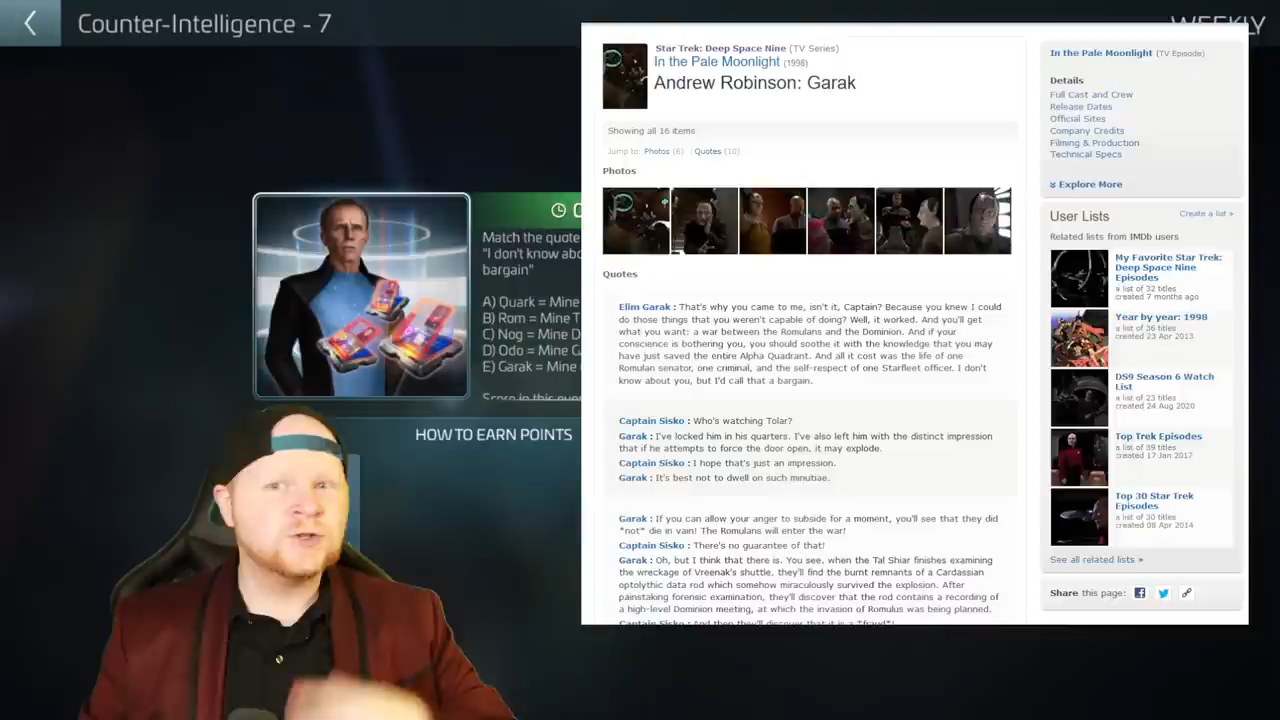 Counter-Intelligence - 7
WEEKLY
Match the quote
"I don't know abo
bargain"
A) Quark = Mine
B) Rom = Mine T
C) Nog = Mine D
D) Odo = Mine Ga
E) Garak = Mine
Score in this even
HOW TO EARN POINTS
Star Trek: Deep Space Nine (TV Series)
In the Pale Moonlight (1998)
Andrew Robinson: Garak
Showing all 16 items
Jump to: Photos (6) | Quotes (10)
Photos
Quotes
Elim Garak : That's why you came to me, isn't it, Captain? Because you knew I could
do those things that you weren't capable of doing? Well, it worked. And you'll get
what you want: a war between the Romulans and the Dominion. And if your
conscience is bothering you, you should soothe it with the knowledge that you may
have just saved the entire Alpha Quadrant. And all it cost was the life of one
Romulan senator, one criminal, and the self-respect of one Starfleet officer. I don't
know about you, but I'd call that a bargain.
Captain Sisko : Who's watching Tolar?
Garak : I've locked him in his quarters. I've also left him with the distinct impression
that if he attempts to force the door open, it may explode.
Captain Sisko : I hope that's just an impression.
Garak : It's best not to dwell on such minutiae.
Garak : If you can allow your anger to subside for a moment, you'll see that they did
*not* die in vain! The Romulans will enter the war!
Captain Sisko : There's no guarantee of that!
Garak : Oh, but I think that there is. You see, when the Tal Shiar finishes examining
the wreckage of Vreenak's shuttle, they'll find the burnt remnants of a Cardassian
optolythic data rod which somehow miraculously survived the explosion. After
painstaking forensic examination, they'll discover that the rod contains a recording of
a high-level Dominion meeting, at which the invasion of Romulus was being planned.
Captain Sisko : And then they'll discover that it is a *fraud*!
In the Pale Moonlight (TV Episode)
Details
Full Cast and Crew
Release Dates
Official Sites
Company Credits
Filming & Production
Technical Specs
Explore More
User Lists
Create a list »
Related lists from IMDb users
My Favorite Star Trek:
Deep Space Nine
Episodes
a list of 32 titles
created 7 months ago
Year by year: 1998
a list of 36 titles
created 23 Apr 2013
DS9 Season 6 Watch
List
a list of 23 titles
created 24 Aug 2020
Top Trek Episodes
a list of 39 titles
created 17 Jan 2017
Top 30 Star Trek
Episodes
a list of 30 titles
created 08 Apr 2014
See all related lists »
Share this page: